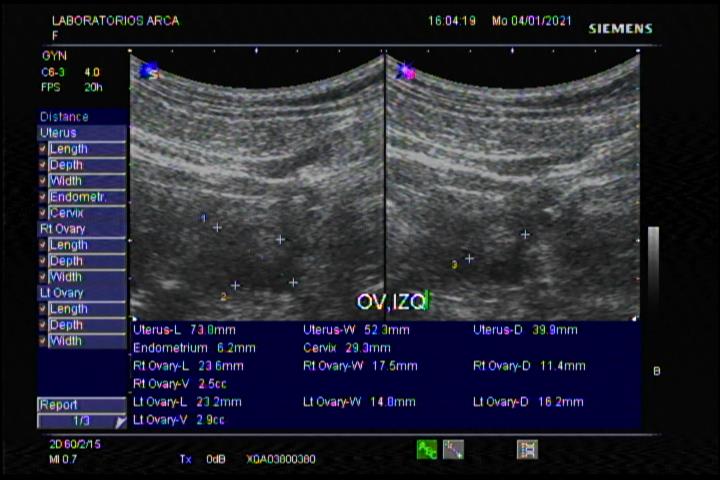 LABORATORIOS ARCA
F
16:04:19 Mo 04/01/2021
SIEMENS
GYN
C6-3 4.0
FPS 20h
Distance
Uterus
Length
Depth
Width
Endometr.
Cervix
Rt Ovary
Length
Depth
Width
Lt Ovary
Length
Depth
Width
1
2
3
OV,IZQ
Uterus-L 73.8mm Uterus-W 52.3mm Uterus-D 39.9mm
Endometrium 6.2mm Cervix 29.3mm
Rt Ovary-L 23.6mm Rt Ovary-W 17.5mm Rt Ovary-D 11.4mm
Rt Ovary-V 2.5cc
Lt Ovary-L 23.2mm Lt Ovary-W 14.8mm Lt Ovary-D 16.2mm
Lt Ovary-V 2.9cc
B
Report
1/3
2D 60/2/15
MI 0.7 Tx 0dB
ABC